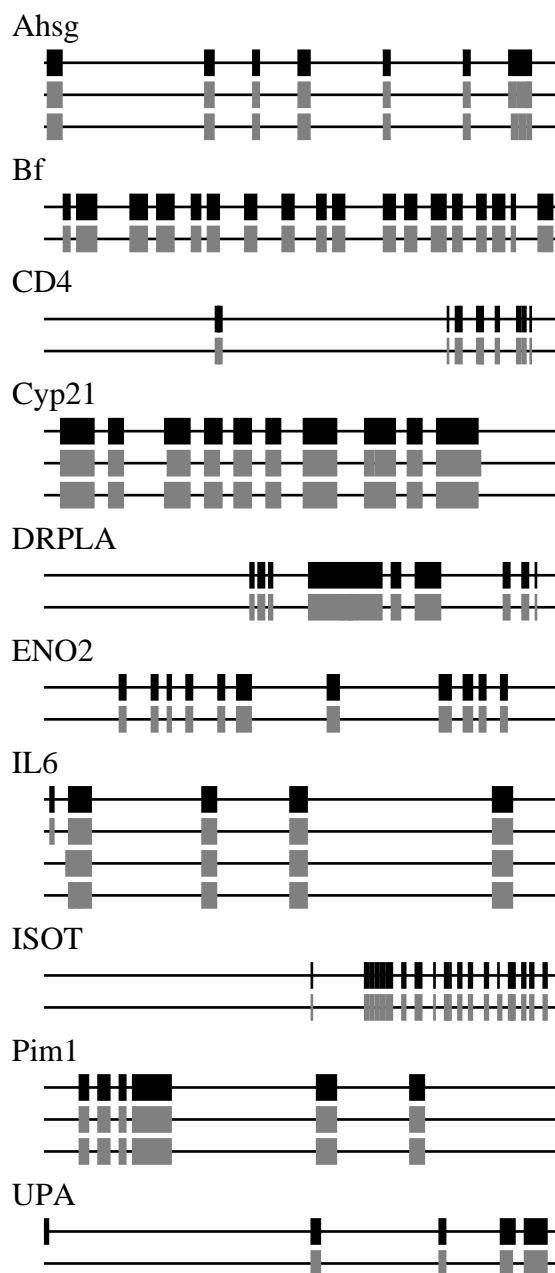 Ahsg
Bf
CD4
Cyp21
DRPLA
ENO2
IL6
ISOT
Pim1
UPA